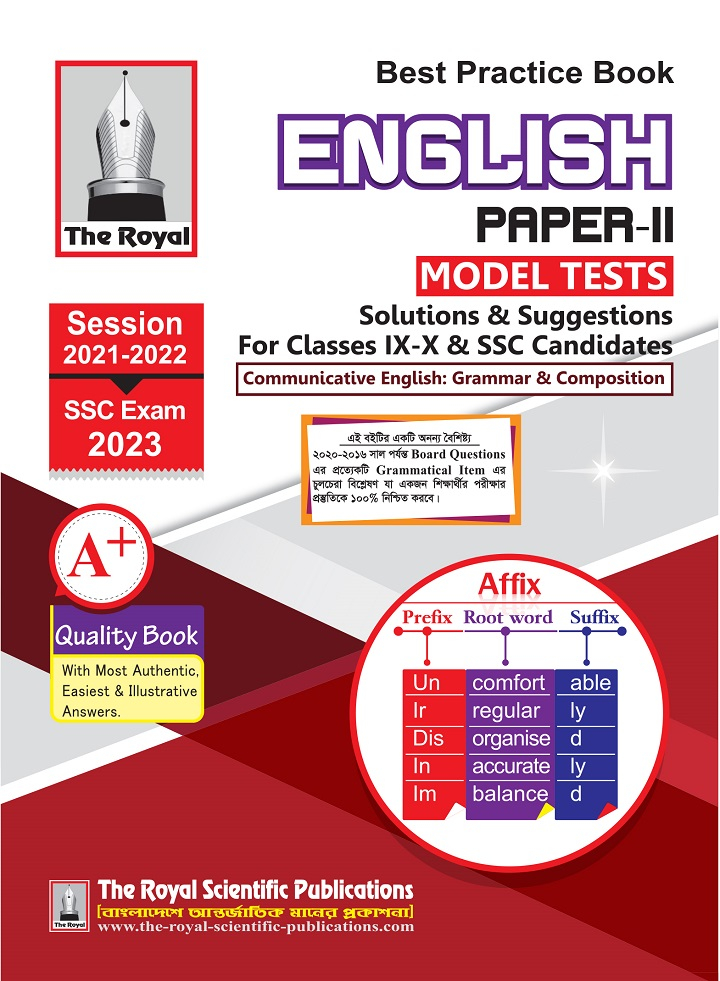 Best Practice Book
ENGLISH
PAPER-II
MODEL TESTS
Solutions & Suggestions
For Classes IX-X & SSC Candidates
Communicative English: Grammar & Composition
The Royal
Session
2021-2022
SSC Exam
2023
এই বইটির একটি অনন্য বৈশিষ্ট্য
২০২০-২০১৬ সাল পর্যন্ত Board Questions
এর প্রত্যেকটি Grammatical Item এর
চুলচেরা বিশ্লেষণ যা একজন শিক্ষার্থীর পরীক্ষার
প্রস্তুতিকে ১০০% নিশ্চিত করবে।
A+
Quality Book
With Most Authentic,
Easiest & Illustrative
Answers.
Affix
Prefix Root word Suffix
Un comfort able
Ir regular ly
Dis organise d
In accurate ly
Im balance d
The Royal
The Royal Scientific Publications
[বাংলাদেশে আন্তর্জাতিক মানের প্রকাশনা]
www.the-royal-scientific-publications.com